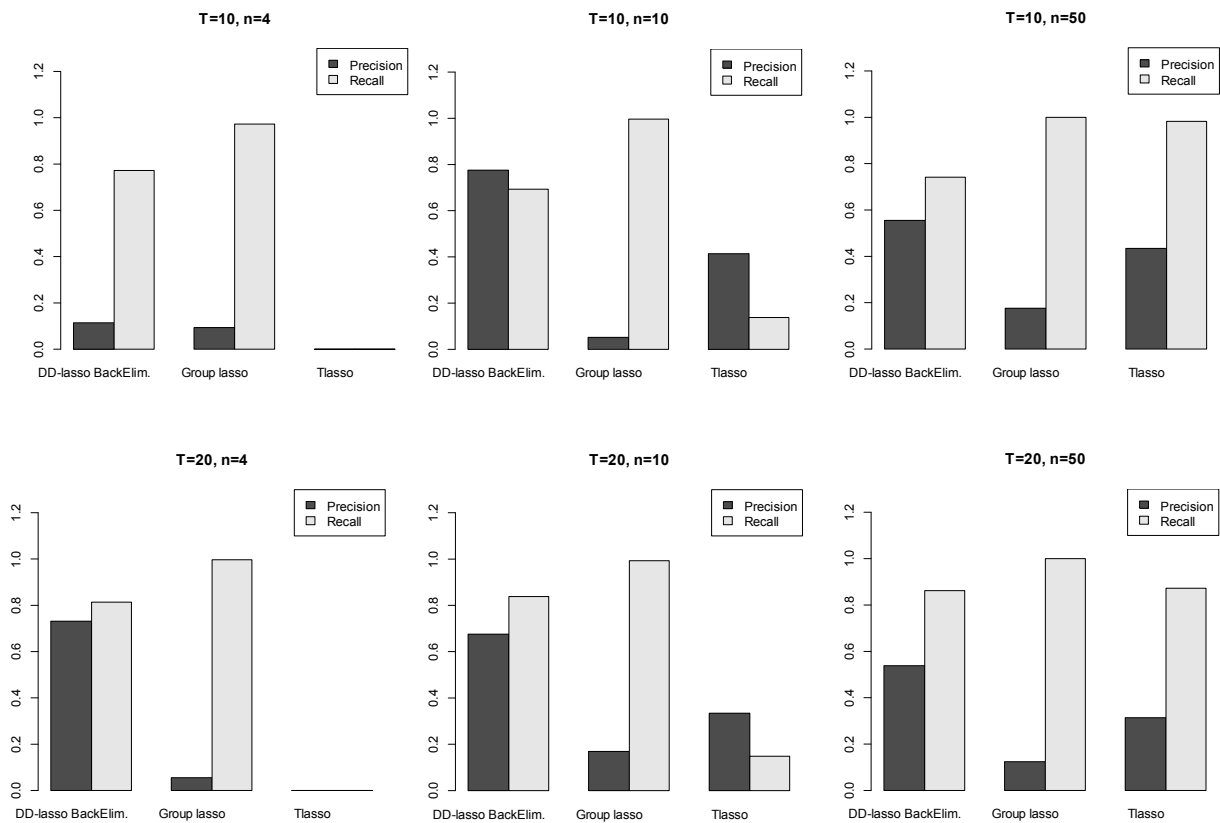 T=10, n=4
Precision
Recall
0.0 0.2 0.4 0.6 0.8 1.0 1.2
DD-lasso BackElim. Group lasso Tlasso
T=10, n=10
Precision
Recall
0.0 0.2 0.4 0.6 0.8 1.0 1.2
DD-lasso BackElim. Group lasso Tlasso
T=10, n=50
Precision
Recall
0.0 0.2 0.4 0.6 0.8 1.0 1.2
DD-lasso BackElim. Group lasso Tlasso
T=20, n=4
Precision
Recall
0.0 0.2 0.4 0.6 0.8 1.0 1.2
DD-lasso BackElim. Group lasso Tlasso
T=20, n=10
Precision
Recall
0.0 0.2 0.4 0.6 0.8 1.0 1.2
DD-lasso BackElim. Group lasso Tlasso
T=20, n=50
Precision
Recall
0.0 0.2 0.4 0.6 0.8 1.0 1.2
DD-lasso BackElim. Group lasso Tlasso